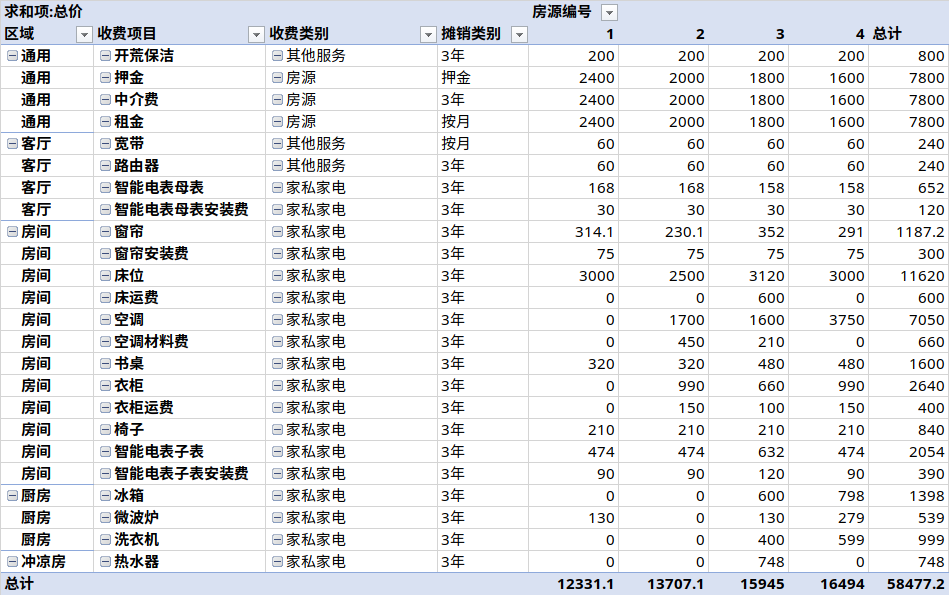 求和项:总价 房源编号
区域 收费项目 收费类别 摊销类别 1 2 3 4 总计
通用 开荒保洁 其他服务 3年 200 200 200 200 800
通用 押金 房源 押金 2400 2000 1800 1600 7800
通用 中介费 房源 3年 2400 2000 1800 1600 7800
通用 租金 房源 按月 2400 2000 1800 1600 7800
客厅 宽带 其他服务 按月 60 60 60 60 240
客厅 路由器 其他服务 3年 60 60 60 60 240
客厅 智能电表母表 家私家电 3年 168 168 158 158 652
客厅 智能电表母表安装费 家私家电 3年 30 30 30 30 120
房间 窗帘 家私家电 3年 314.1 230.1 352 291 1187.2
房间 窗帘安装费 家私家电 3年 75 75 75 75 300
房间 床位 家私家电 3年 3000 2500 3120 3000 11620
房间 床运费 家私家电 3年 0 0 600 0 600
房间 空调 家私家电 3年 0 1700 1600 3750 7050
房间 空调材料费 家私家电 3年 0 450 210 0 660
房间 书桌 家私家电 3年 320 320 480 480 1600
房间 衣柜 家私家电 3年 0 990 660 990 2640
房间 衣柜运费 家私家电 3年 0 150 100 150 400
房间 椅子 家私家电 3年 210 210 210 210 840
房间 智能电表子表 家私家电 3年 474 474 632 474 2054
房间 智能电表子表安装费 家私家电 3年 90 90 120 90 390
厨房 冰箱 家私家电 3年 0 0 600 798 1398
厨房 微波炉 家私家电 3年 130 0 130 279 539
厨房 洗衣机 家私家电 3年 0 0 400 599 999
冲凉房 热水器 家私家电 3年 0 0 748 0 748
总计 12331.1 13707.1 15945 16494 58477.2